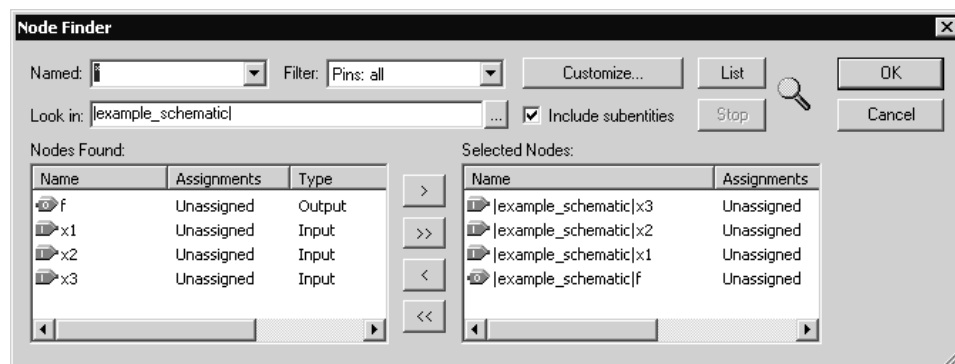 Node Finder
Named: * Filter: Pins: all Customize... List OK
Look in: |example_schematic| ... Include subentities Stop Cancel
Nodes Found: Selected Nodes:
Name Assignments Type > Name Assignments
f Unassigned Output |example_schematic|x3 Unassigned
x1 Unassigned Input >> |example_schematic|x2 Unassigned
x2 Unassigned Input < |example_schematic|x1 Unassigned
x3 Unassigned Input |example_schematic|f Unassigned
<<